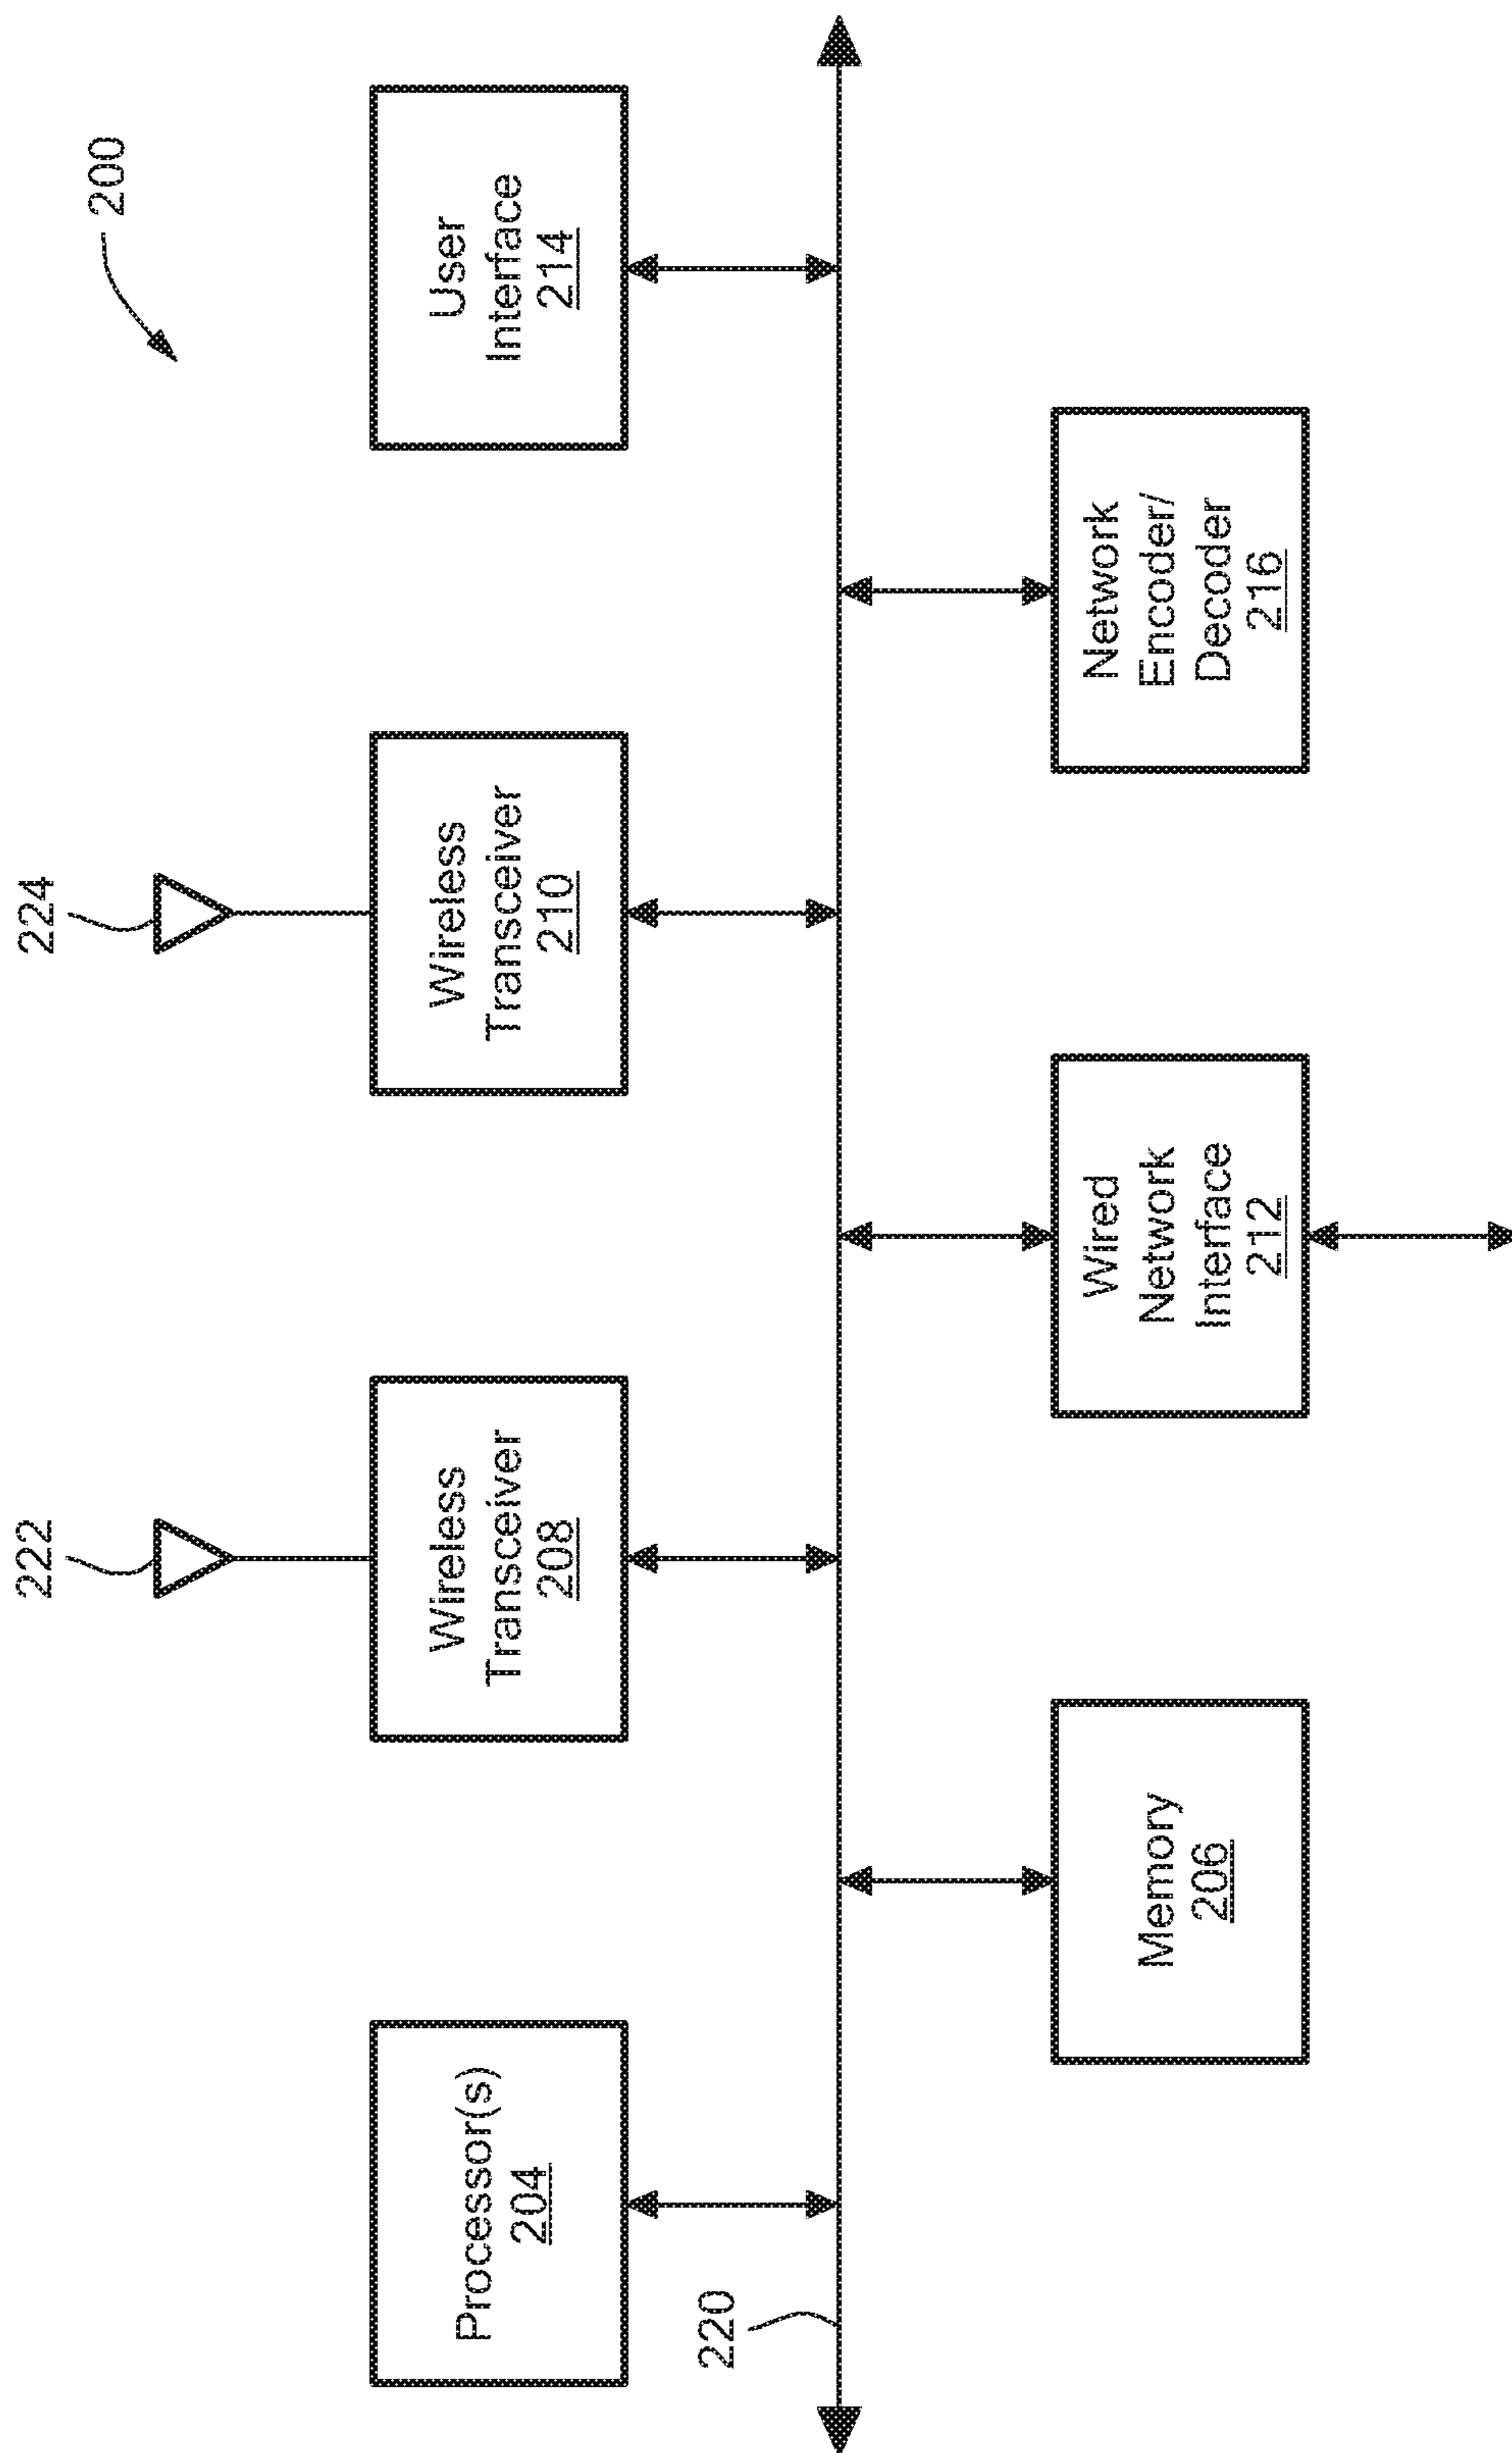 200
222
224
Processor(s)
204
Wireless
Transceiver
208
Wireless
Transceiver
210
User
Interface
214
220
Memory
206
Wired
Network
Interface
212
Network
Encoder/
Decoder
216